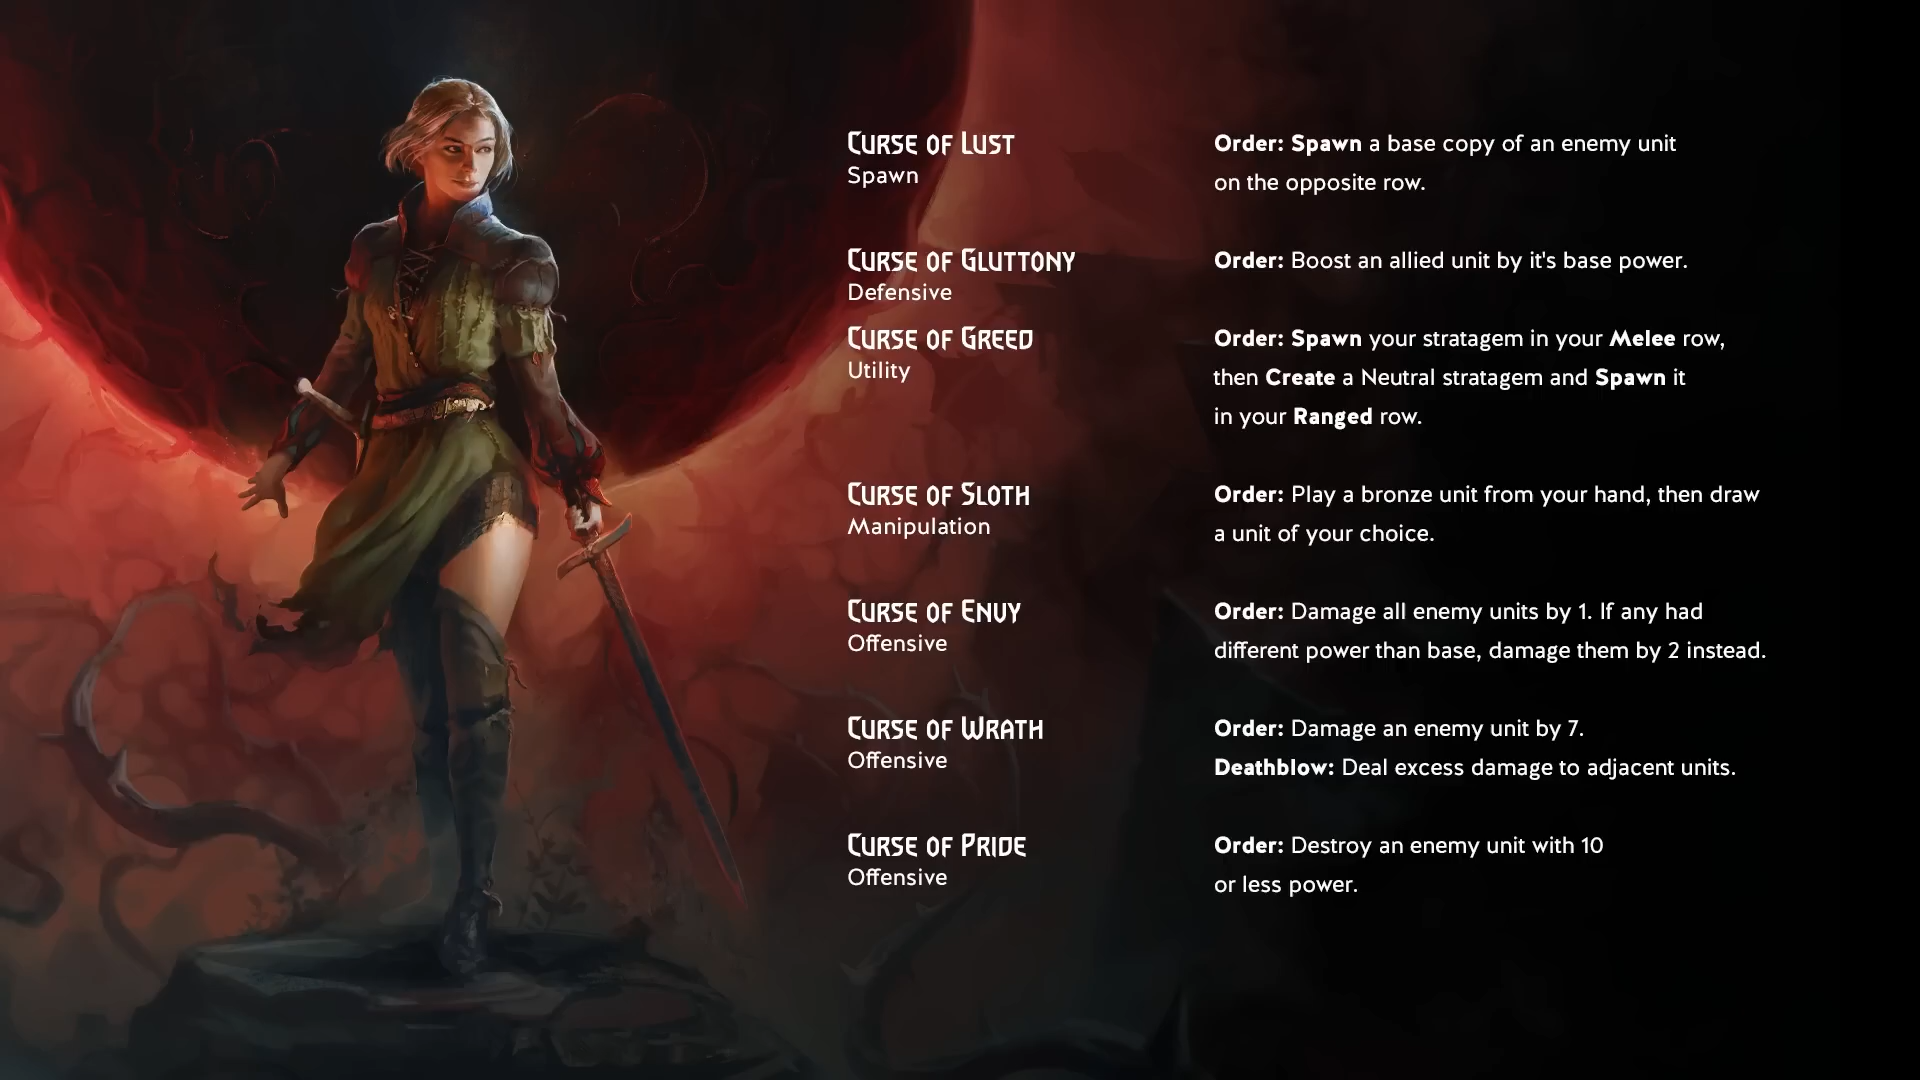 Curse of Lust
Spawn
Order: Spawn a base copy of an enemy unit
on the opposite row.
Curse of Gluttony
Defensive
Order: Boost an allied unit by it's base power.
Curse of Greed
Utility
Order: Spawn your stratagem in your Melee row,
then Create a Neutral stratagem and Spawn it
in your Ranged row.
Curse of Sloth
Manipulation
Order: Play a bronze unit from your hand, then draw
a unit of your choice.
Curse of Envy
Offensive
Order: Damage all enemy units by 1. If any had
different power than base, damage them by 2 instead.
Curse of Wrath
Offensive
Order: Damage an enemy unit by 7.
Deathblow: Deal excess damage to adjacent units.
Curse of Pride
Offensive
Order: Destroy an enemy unit with 10
or less power.